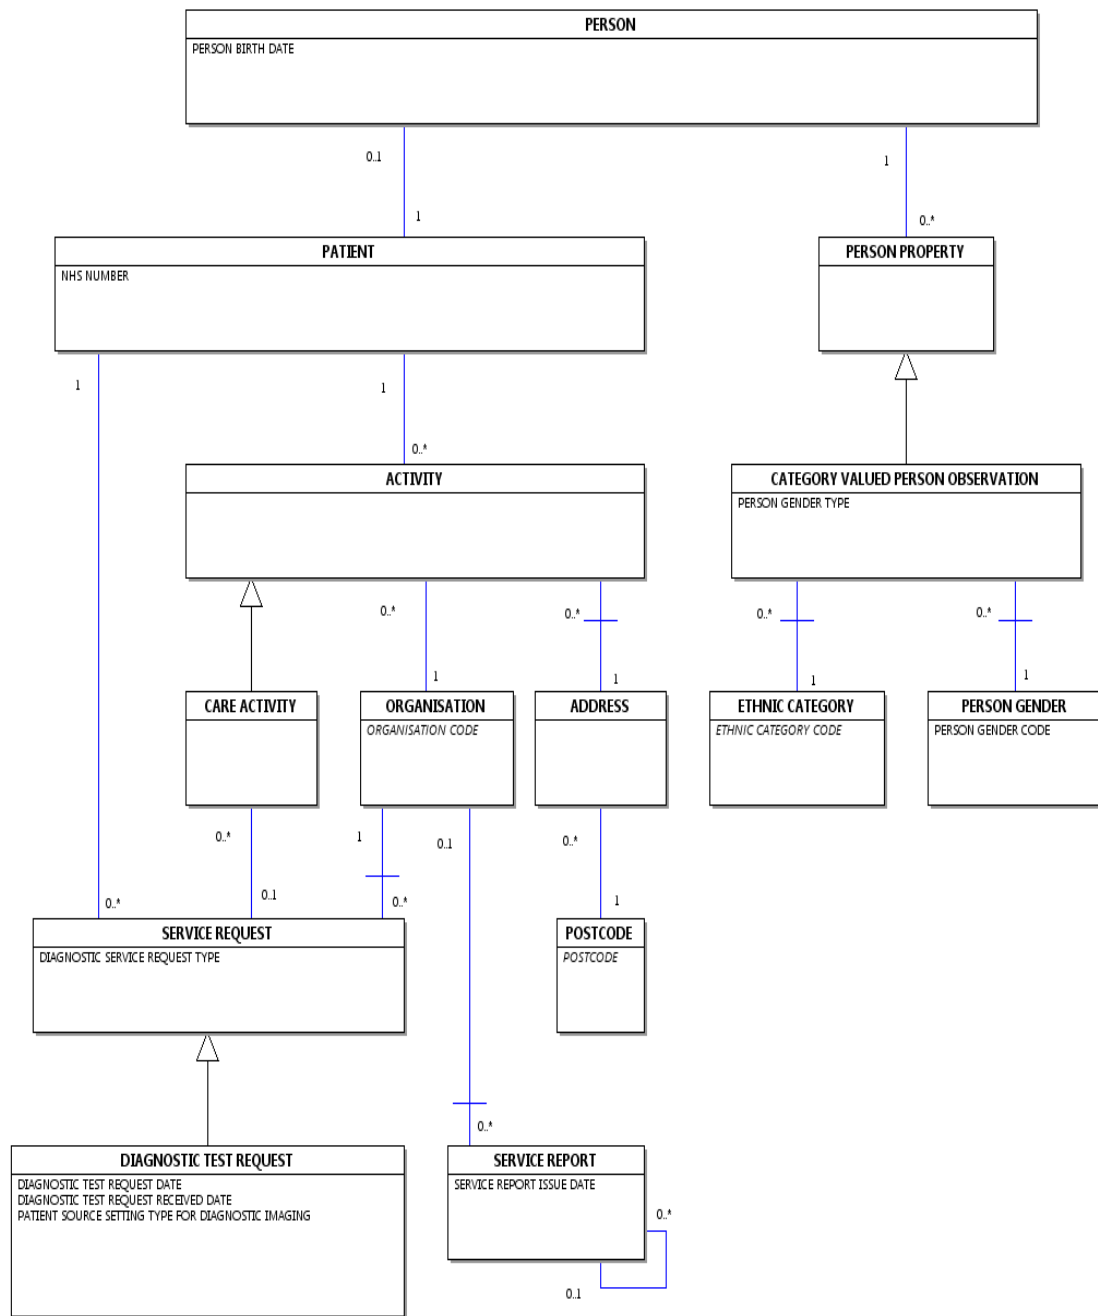 PERSON
PERSON BIRTH DATE
0..1
1
1
0..*
PATIENT
NHS NUMBER
PERSON PROPERTY
1
1
0..*
ACTIVITY
CATEGORY VALUED PERSON OBSERVATION
PERSON GENDER TYPE
0..*
0..*
0..*
0..*
1
1
1
1
CARE ACTIVITY
ORGANISATION
ORGANISATION CODE
ADDRESS
ETHNIC CATEGORY
ETHNIC CATEGORY CODE
PERSON GENDER
PERSON GENDER CODE
0..*
1
0..1
0..*
0..*
0..1
0..*
1
SERVICE REQUEST
DIAGNOSTIC SERVICE REQUEST TYPE
POSTCODE
POSTCODE
0..*
DIAGNOSTIC TEST REQUEST
DIAGNOSTIC TEST REQUEST DATE
DIAGNOSTIC TEST REQUEST RECEIVED DATE
PATIENT SOURCE SETTING TYPE FOR DIAGNOSTIC IMAGING
SERVICE REPORT
SERVICE REPORT ISSUE DATE
0..*
0..1